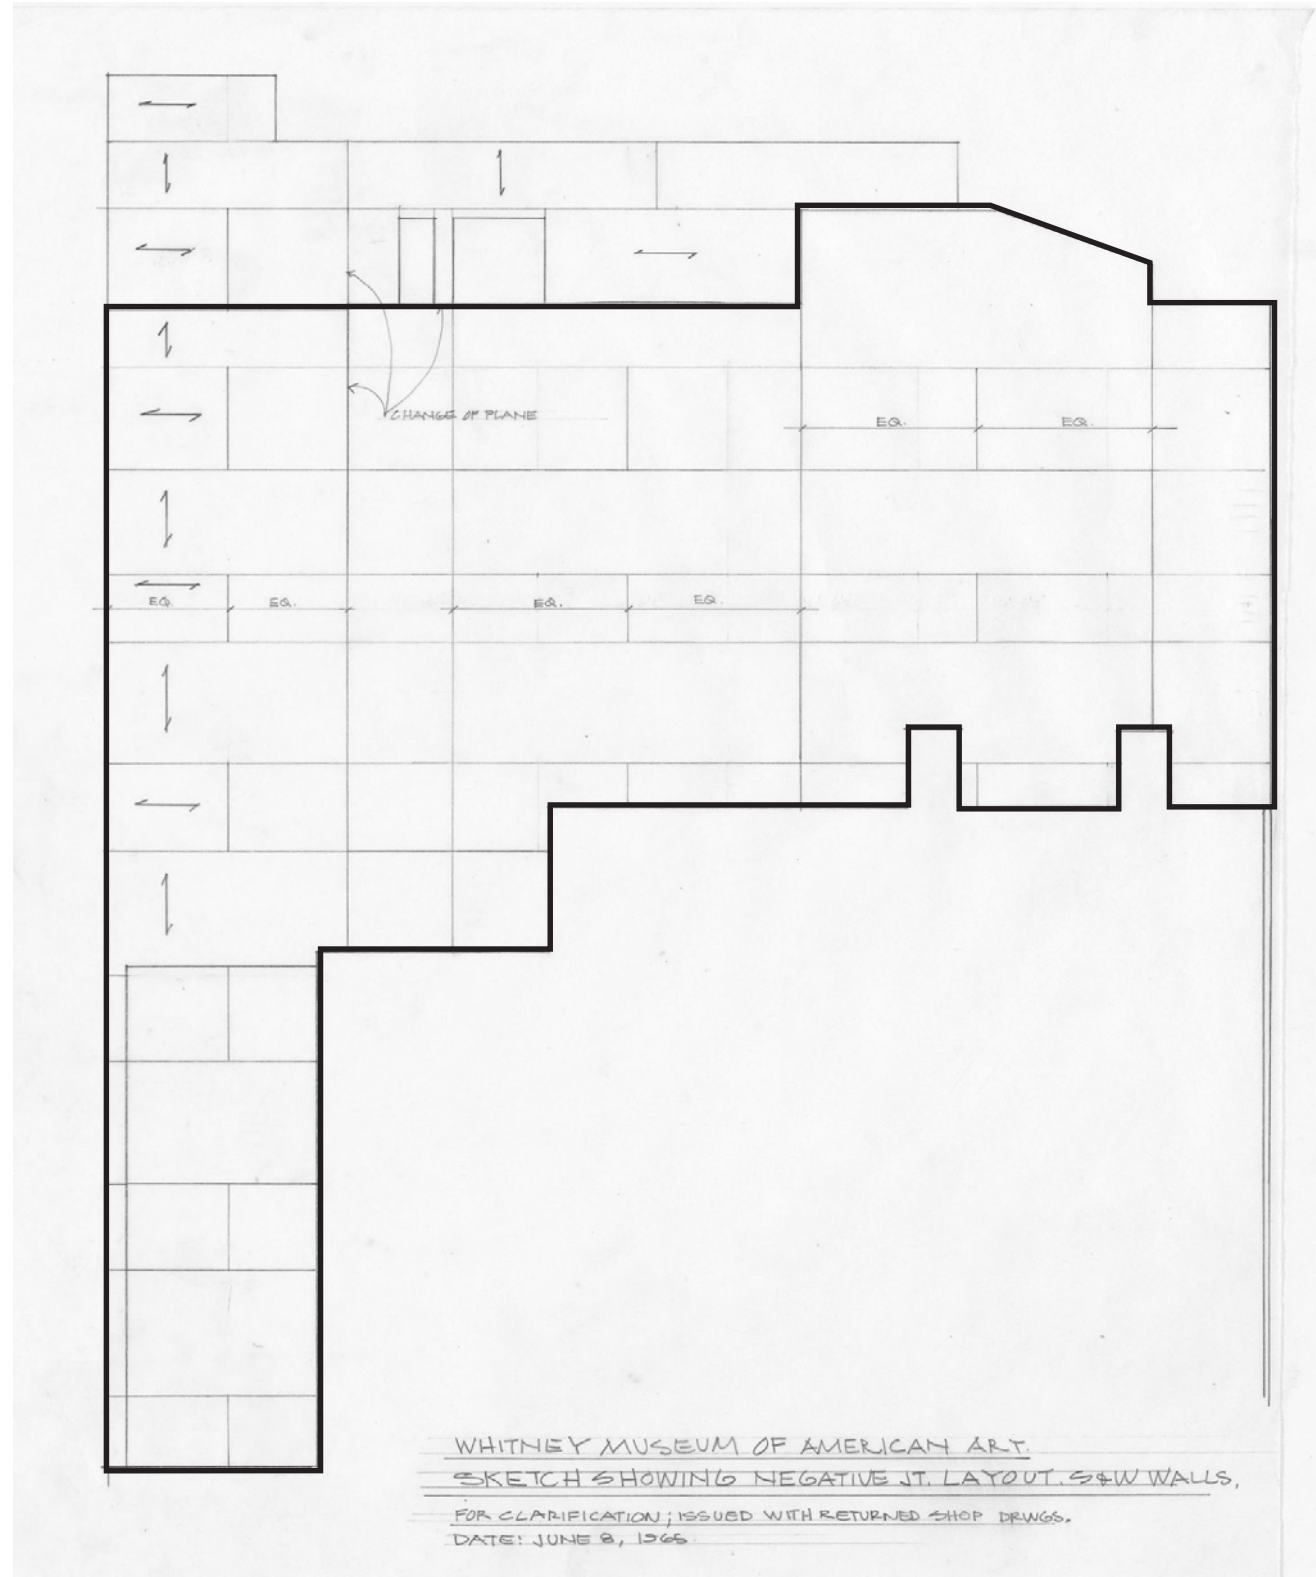 CHANGE OF PLANE
EQ. EQ.
EQ. EQ. EQ. EQ.
WHITNEY MUSEUM OF AMERICAN ART.
SKETCH SHOWING NEGATIVE JT. LAYOUT. S&W WALLS,
FOR CLARIFICATION; ISSUED WITH RETURNED SHOP DRWGS.
DATE: JUNE 8, 1965